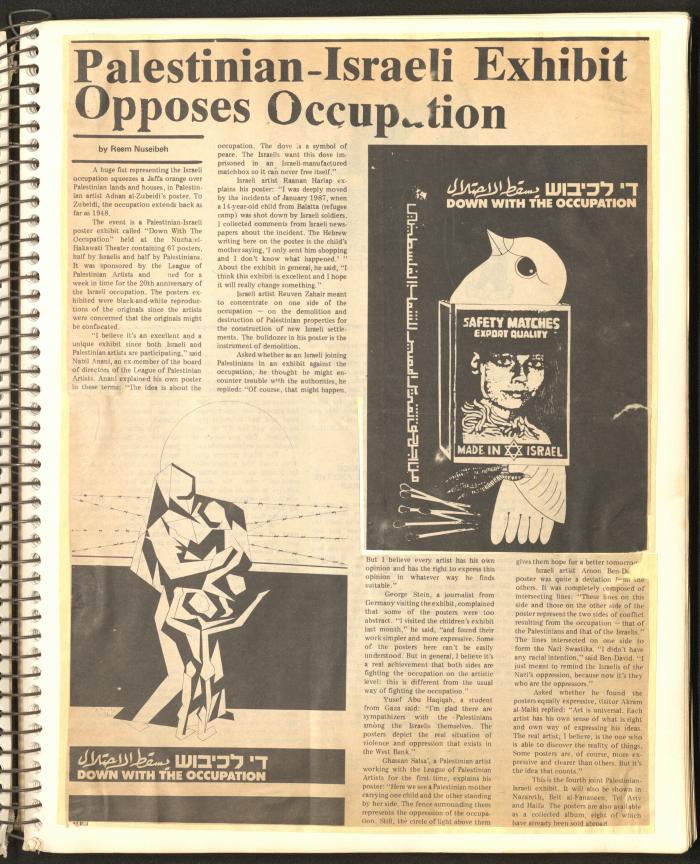 Palestinian-Israeli Exhibit
Opposes Occup tion
by Reem Nuseibeh
A huge fist representing the Israeli
occupation squeezes a Jaffa orange over
Palestinian lands and houses, in Palestin-
ian artist Adnan al-Zubeidi's poster. To
Zubeidi, the occupation extends back as
far as 1948.
The event is a Palestinian-Israeli
poster exhibit called "Down With The
Occupation" held at the Nuzha/el-
Hakawati Theater containing 67 posters,
half by Israelis and half by Palestinians.
It was sponsored by the League of
Palestinian Artists and ned for a
week in time for the 20th anniversary of
the Israeli occupation. The posters ex-
hibited were black-and-white reproduc-
tions of the originals since the artists
were concerned that the originals might
be confiscated.
"I believe it's an excellent and a
unique exhibit since both Israeli and
Palestinian artists are participating," said
Nabil Anani, an ex-member of the board
of directors of the League of Palestinian
Artists. Anani explained his own poster
in these terms: "The idea is about the
occupation. The dove is a symbol of
peace. The Israelis want this dove im-
prisoned in an Israeli-manufactured
matchbox so it can never free itself."
Israeli artist Raanan Harlap ex-
plains his poster: "I was deeply moved
by the incidents of January 1987, when
a 14-year-old child from Balatta (refugee
camp) was shot down by Israeli soldiers.
I collected comments from Israeli news-
papers about the incident. The Hebrew
writing here on the poster is the child's
mother saying, 'I only sent him shopping
and I don't know what happened.' "
About the exhibit in general, he said, "I
think this exhibit is excellent and I hope
it will really change something."
Israeli artist Reuven Zahair meant
to concentrate on one side of the
occupation — on the demolition and
destruction of Palestinian properties for
the construction of new Israeli settle-
ments. The bulldozer in his poster is the
instrument of demolition.
Asked whether as an Israeli joining
Palestinians in an exhibit against the
occupation, he thought he might en-
counter trouble with the authorities, he
replied: "Of course, that might happen.
די לכיבוש يسقط الاحتلال
DOWN WITH THE OCCUPATION
SAFETY MATCHES
EXPORT QUALITY
MADE IN ISRAEL
די לכיבוש يسقط الاحتلال
DOWN WITH THE OCCUPATION
But I believe every artist has his own
opinion and has the right to express this
opinion in whatever way he finds
suitable."
George Stein, a journalist from
Germany visiting the exhibit, complained
that some of the posters were too
abstract. "I visited the children's exhibit
last month," he said, "and found their
work simpler and more expressive. Some
of the posters here can't be easily
understood. But in general, I believe it's
a real achievement that both sides are
fighting the occupation on the artistic
level: this is different from the usual
way of fighting the occupation."
Yusef Abu Haqiqah, a student
from Gaza said: "I'm glad there are
sympathizers with the Palestinians
among the Israelis themselves. The
posters depict the real situation of
violence and oppression that exists in
the West Bank."
Ghassan Salsa', a Palestinian artist
working with the League of Palestinian
Artists for the first time, explains his
poster: "Here we see a Palestinian mother
carrying one child and the other standing
by her side. The fence surrounding them
represents the oppression of the occupa-
tion. Still, the circle of light above them
gives them hope for a better tomorrow.
Israeli artist Arnon Ben-D
poster was quite a deviation from the
others. It was completely composed of
intersecting lines: "These lines on this
side and those on the other side of the
poster represent the two sides of conflict
resulting from the occupation — that of
the Palestinians and that of the Israelis."
The lines intersected on one side to
form the Nazi Swastika. "I didn't have
any racial intention," said Ben-David. "I
just meant to remind the Israelis of the
Nazi's oppression, because now it's they
who are the oppressors."
Asked whether he found the
posters equally expressive, visitor Akram
al-Malki replied: "Art is universal. Each
artist has his own sense of what is right
and own way of expressing his ideas.
The real artist, I believe, is the one who
is able to discover the reality of things.
Some posters are, of course, more ex-
pressive and clearer than others. But it's
the idea that counts."
This is the fourth joint Palestinian-
Israeli exhibit. It will also be shown in
Nazareth, Beit al-Fananeen, Tel Aviv
and Haifa. The posters are also available
as a collected album, eight of which
have already been sold abroad